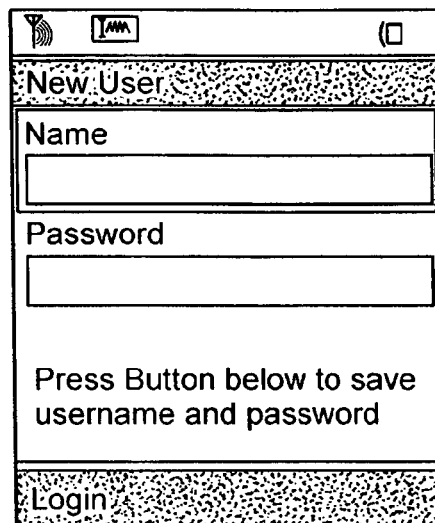 New User
Name
Password
Press Button below to save
username and password
Login